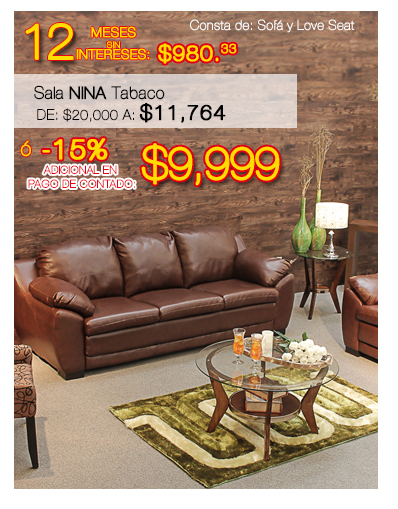 Consta de: Sofá y Love Seat
12 MESES
SIN
INTERESES: $980.33
Sala NINA Tabaco
DE: $20,000 A: $11,764
ó -15%
ADICIONAL EN
PAGO DE CONTADO:
$9,999